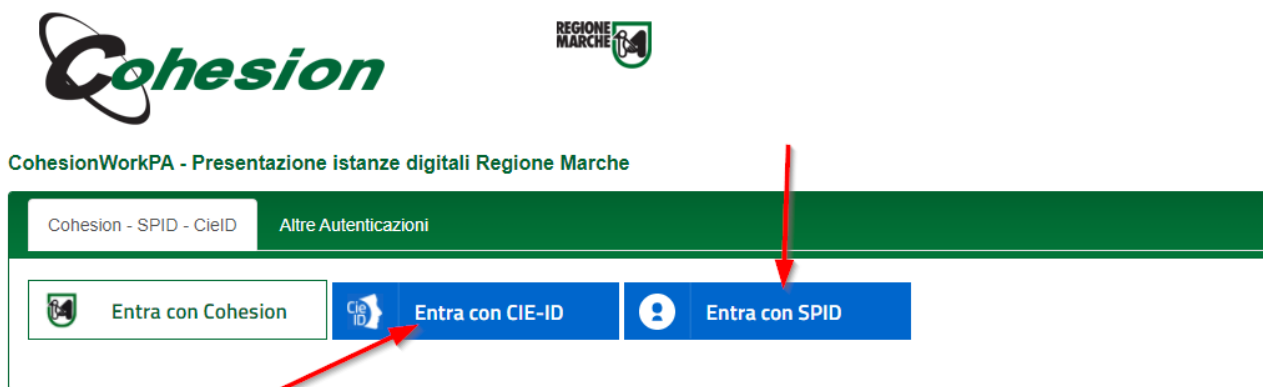 Cohesion
REGIONE
MARCHE
CohesionWorkPA - Presentazione istanze digitali Regione Marche
Cohesion - SPID - CieID
Altre Autenticazioni
Entra con Cohesion
Cie
ID
Entra con CIE-ID
Entra con SPID